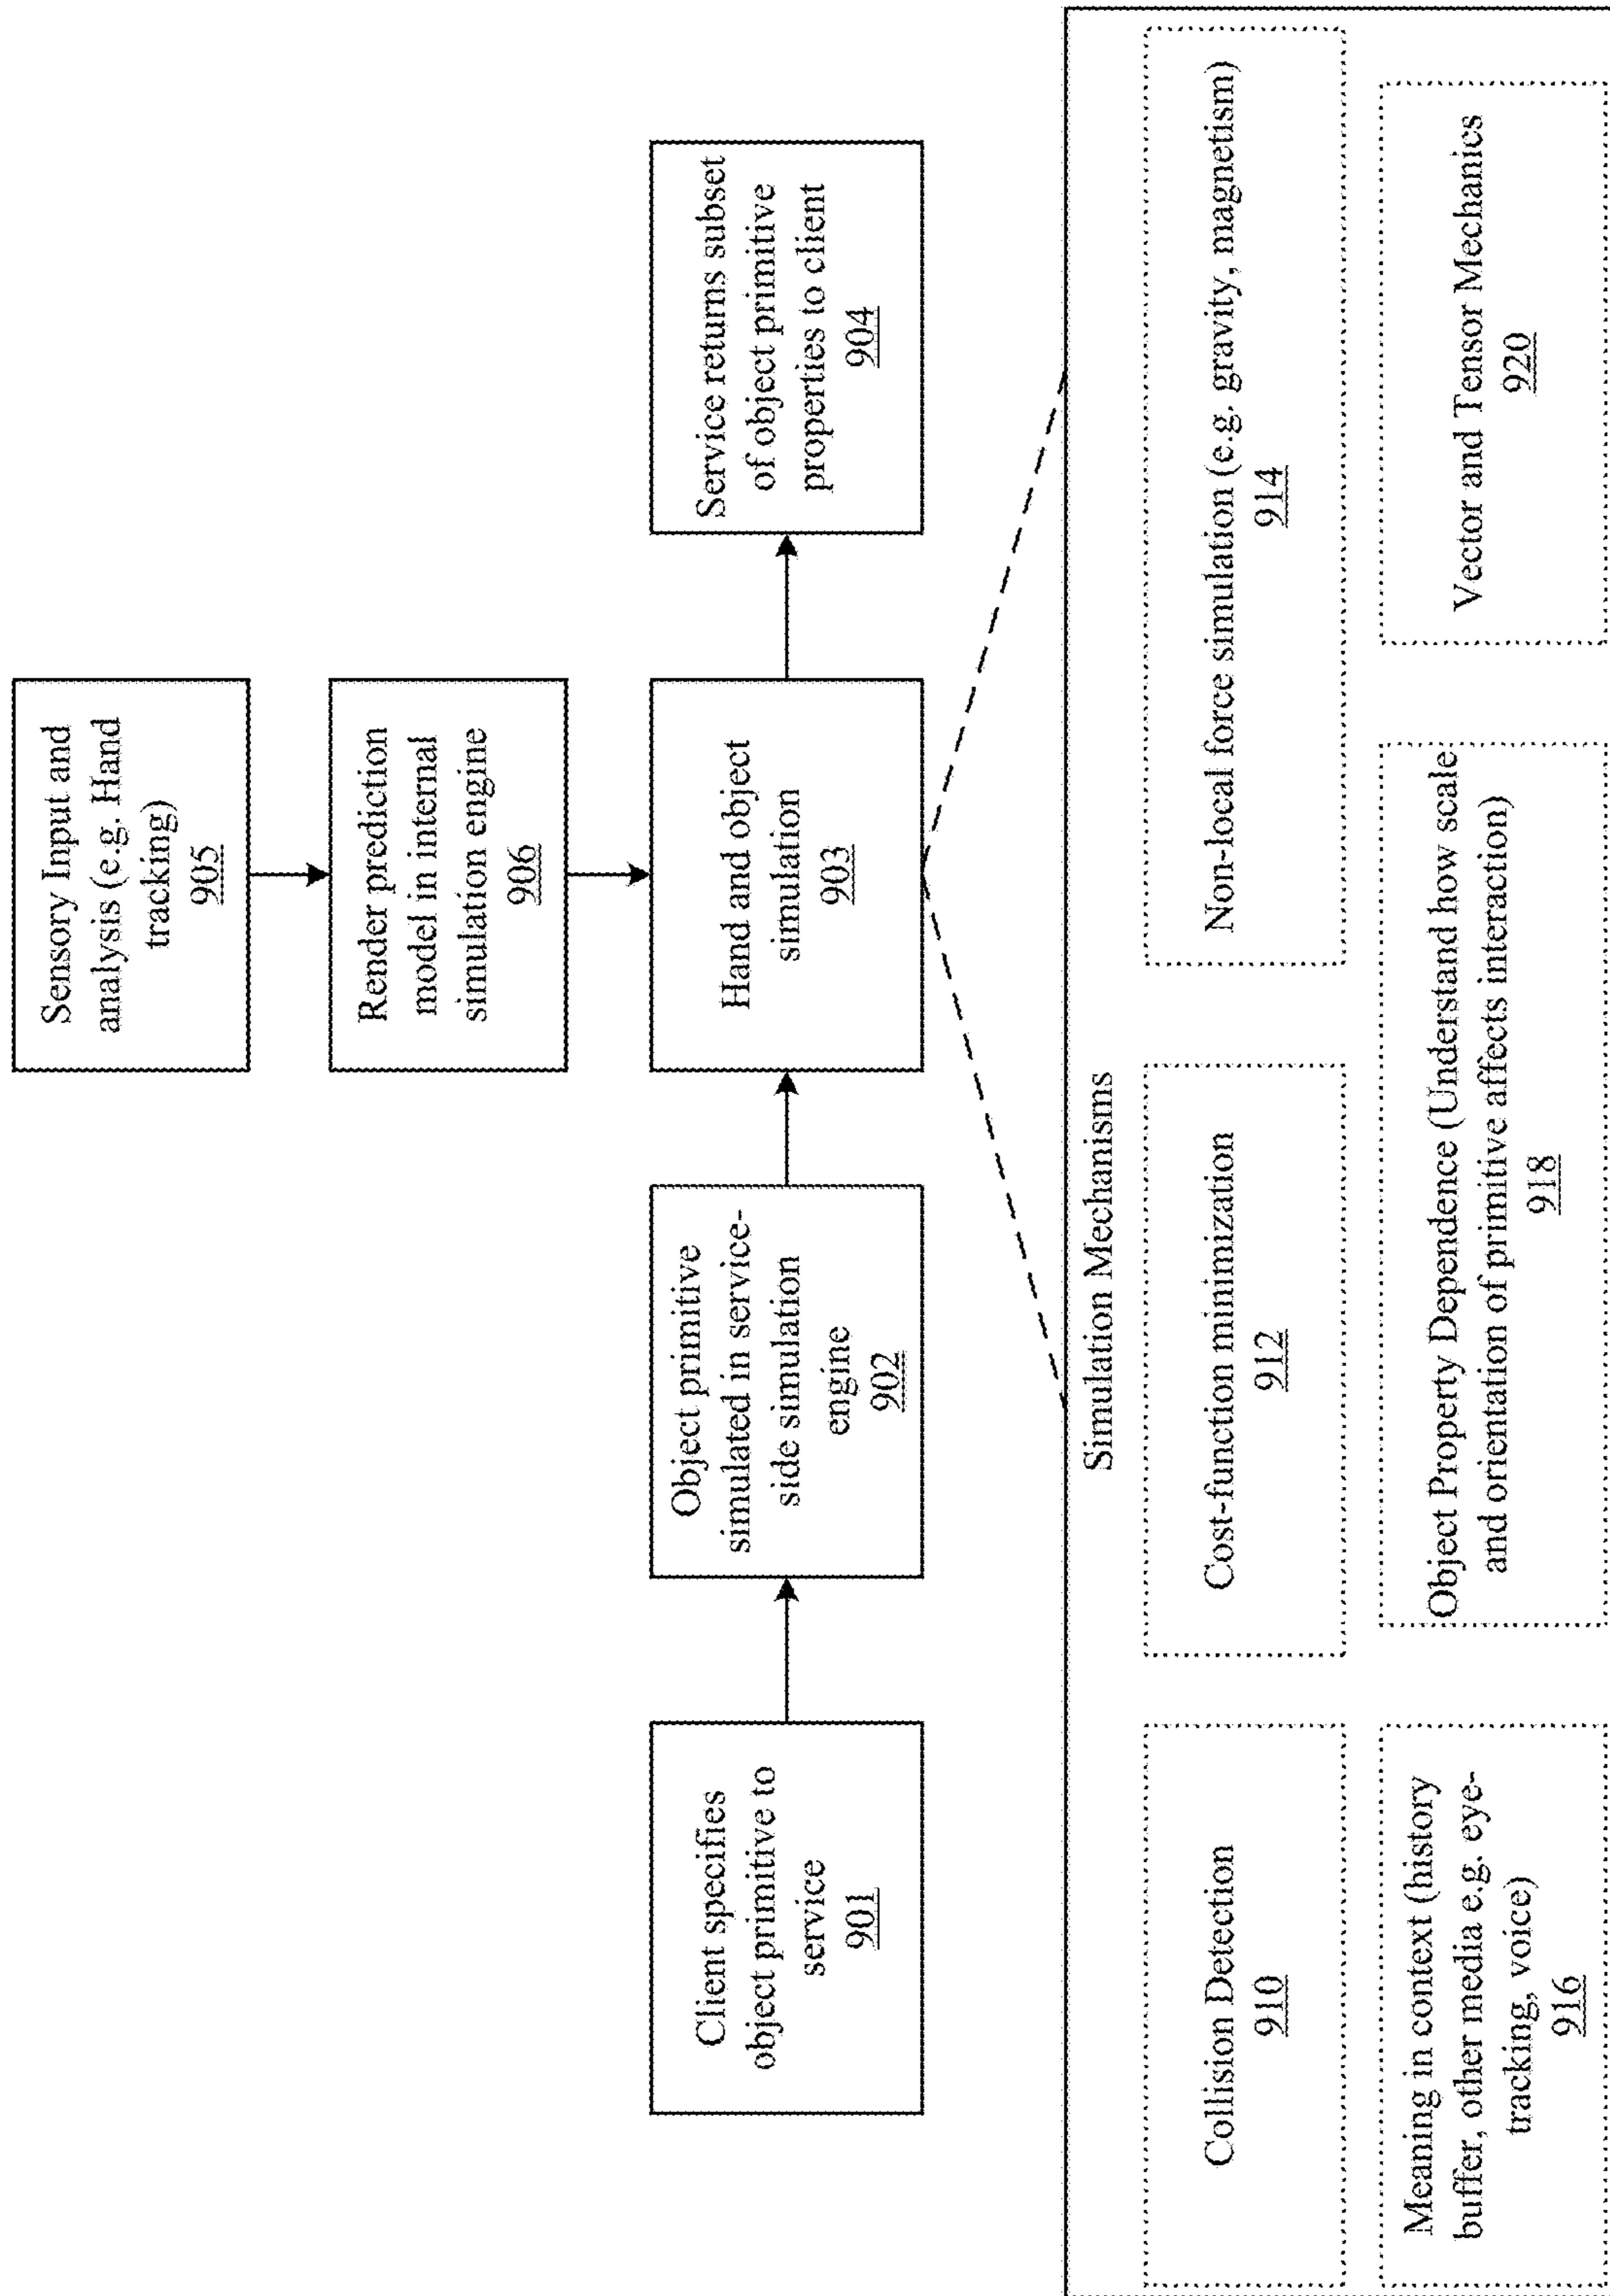 Sensory Input and
analysis (e.g. Hand
tracking)
905
Render prediction
model in internal
simulation engine
906
Client specifies
object primitive to
service
901
Object primitive
simulated in service-
side simulation
engine
902
Hand and object
simulation
903
Service returns subset
of object primitive
properties to client
904
Simulation Mechanisms
Collision Detection
910
Cost-function minimization
912
Non-local force simulation (e.g. gravity, magnetism)
914
Meaning in context (history
buffer, other media e.g. eye-
tracking, voice)
916
Object Property Dependence (Understand how scale
and orientation of primitive affects interaction)
918
Vector and Tensor Mechanics
920